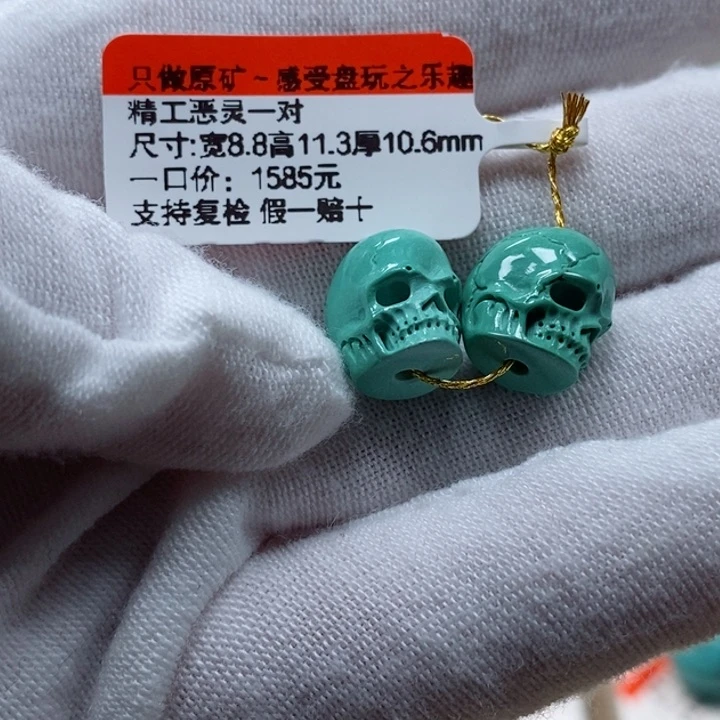 只做原矿~感受盘玩之乐趣
精工恶灵一对
尺寸:宽8.8高11.3厚10.6mm
一口价：1585元
支持复检 假一赔十